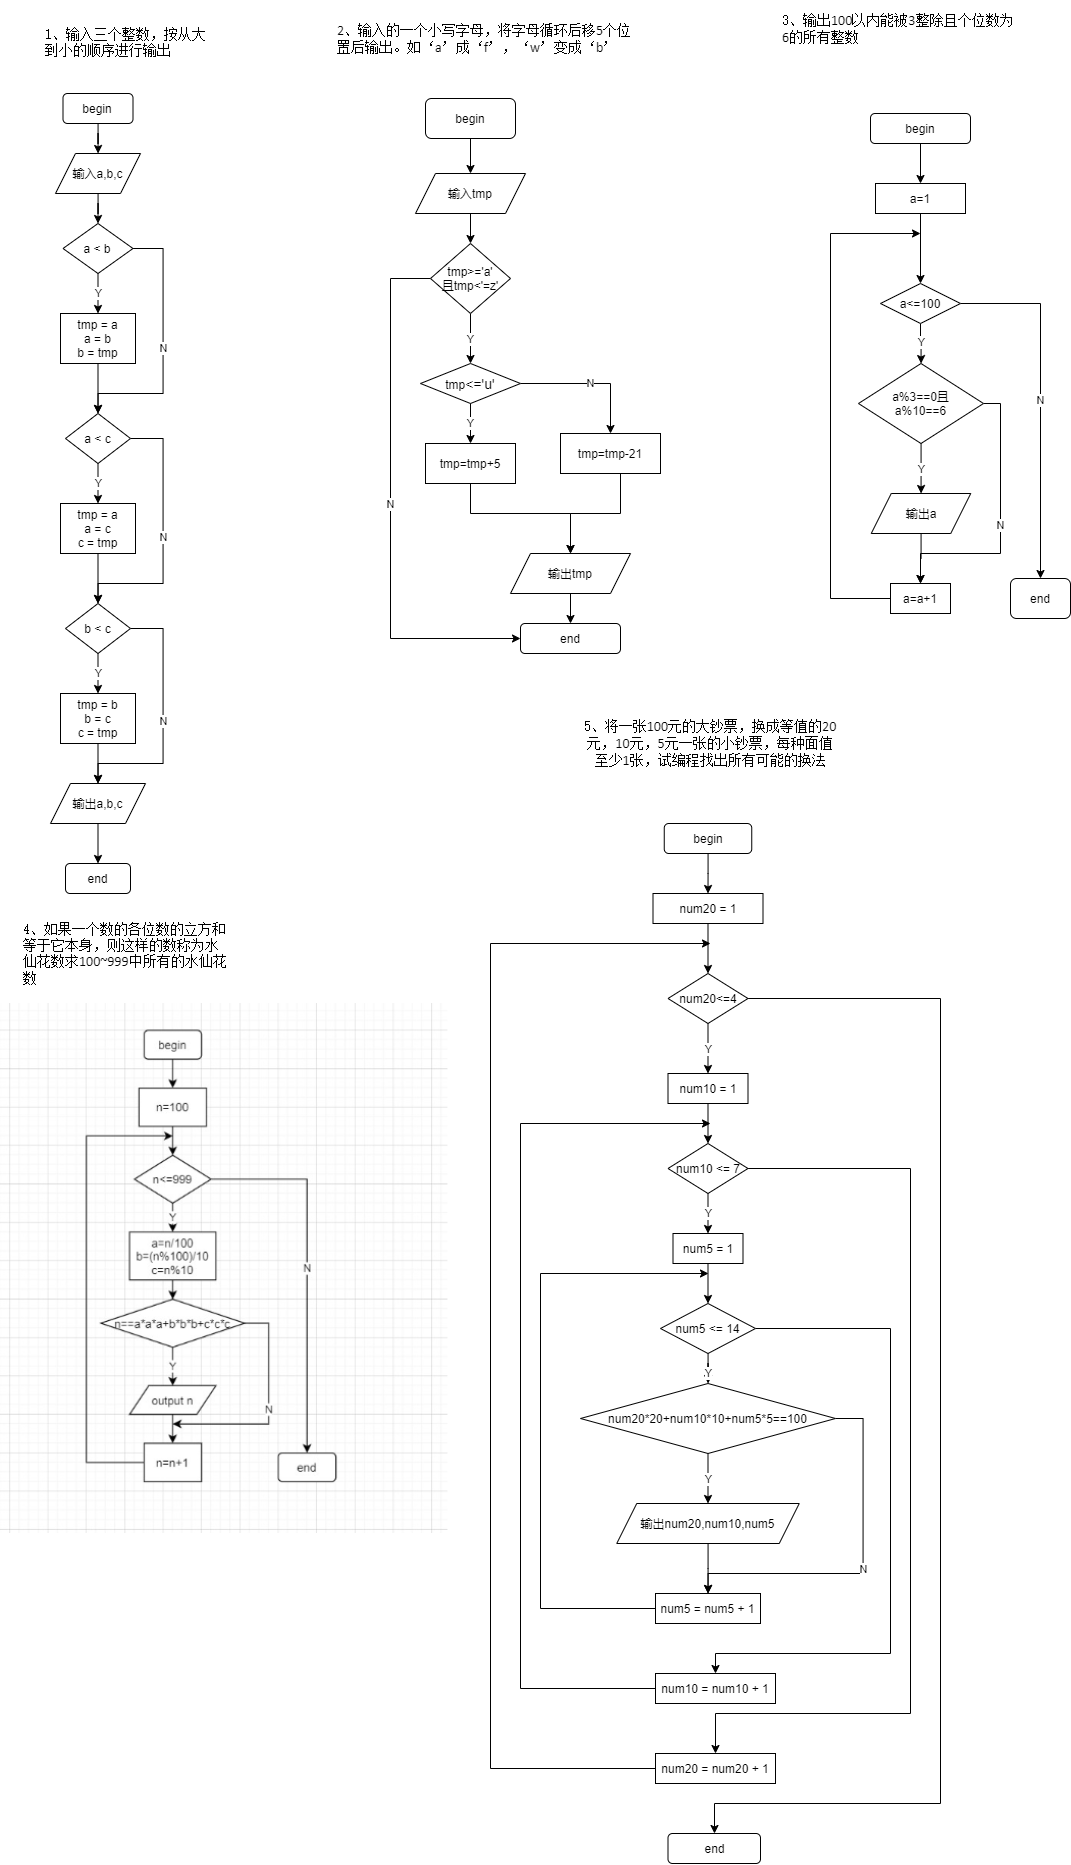 1、输入三个整数，按从大
到小的顺序进行输出
begin
输入a,b,c
a < b
Y
N
tmp = a
a = b
b = tmp
a < c
Y
N
tmp = a
a = c
c = tmp
b < c
Y
N
tmp = b
b = c
c = tmp
输出a,b,c
end
2、输入的一个小写字母，将字母循环后移5个位
置后输出。如‘a’成‘f’，‘w’变成‘b’
begin
输入tmp
tmp>='a'
且tmp<'=z'
Y
N
tmp<='u'
N
Y
tmp=tmp+5
tmp=tmp-21
输出tmp
end
3、输出100以内能被3整除且个位数为
6的所有整数
begin
a=1
a<=100
Y
N
a%3==0且
a%10==6
Y
N
输出a
a=a+1
end
4、如果一个数的各位数的立方和
等于它本身，则这样的数称为水
仙花数求100~999中所有的水仙花
数
begin
n=100
n<=999
Y
N
a=n/100
b=(n%100)/10
c=n%10
n==a*a*a+b*b*b+c*c*c
Y
N
output n
n=n+1
end
5、将一张100元的大钞票，换成等值的20
元，10元，5元一张的小钞票，每种面值
至少1张，试编程找出所有可能的换法
begin
num20 = 1
num20<=4
Y
num10 = 1
num10 <= 7
Y
num5 = 1
num5 <= 14
Y
num20*20+num10*10+num5*5==100
Y
N
输出num20,num10,num5
num5 = num5 + 1
num10 = num10 + 1
num20 = num20 + 1
end